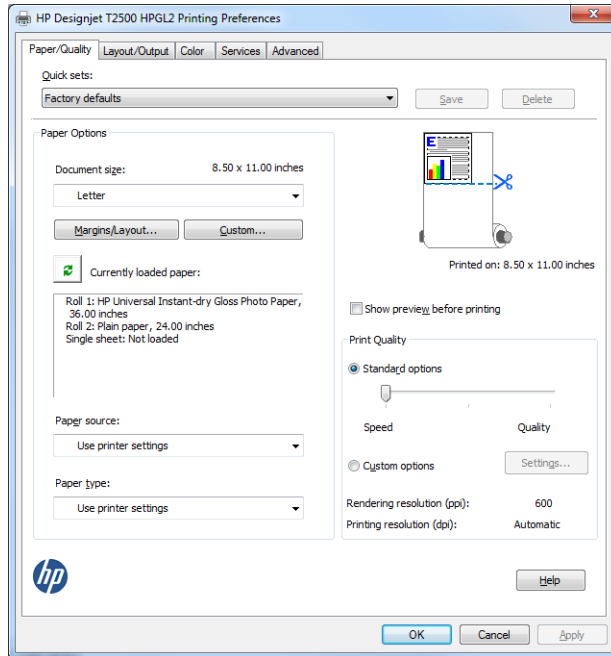 HP Designjet T2500 HPGL2 Printing Preferences
Paper/Quality Layout/Output Color Services Advanced
Quick sets:
Factory defaults Save Delete
Paper Options
Document size: 8.50 x 11.00 inches
Letter
Margins/Layout... Custom...
E
Printed on: 8.50 x 11.00 inches
Currently loaded paper:
Roll 1: HP Universal Instant-dry Gloss Photo Paper,
36.00 inches
Roll 2: Plain paper, 24.00 inches
Single sheet: Not loaded
Paper source:
Use printer settings
Paper type:
Use printer settings
Show preview before printing
Print Quality
Standard options
Speed Quality
Custom options Settings...
Rendering resolution (ppi): 600
Printing resolution (dpi): Automatic
hp
Help
OK Cancel Apply